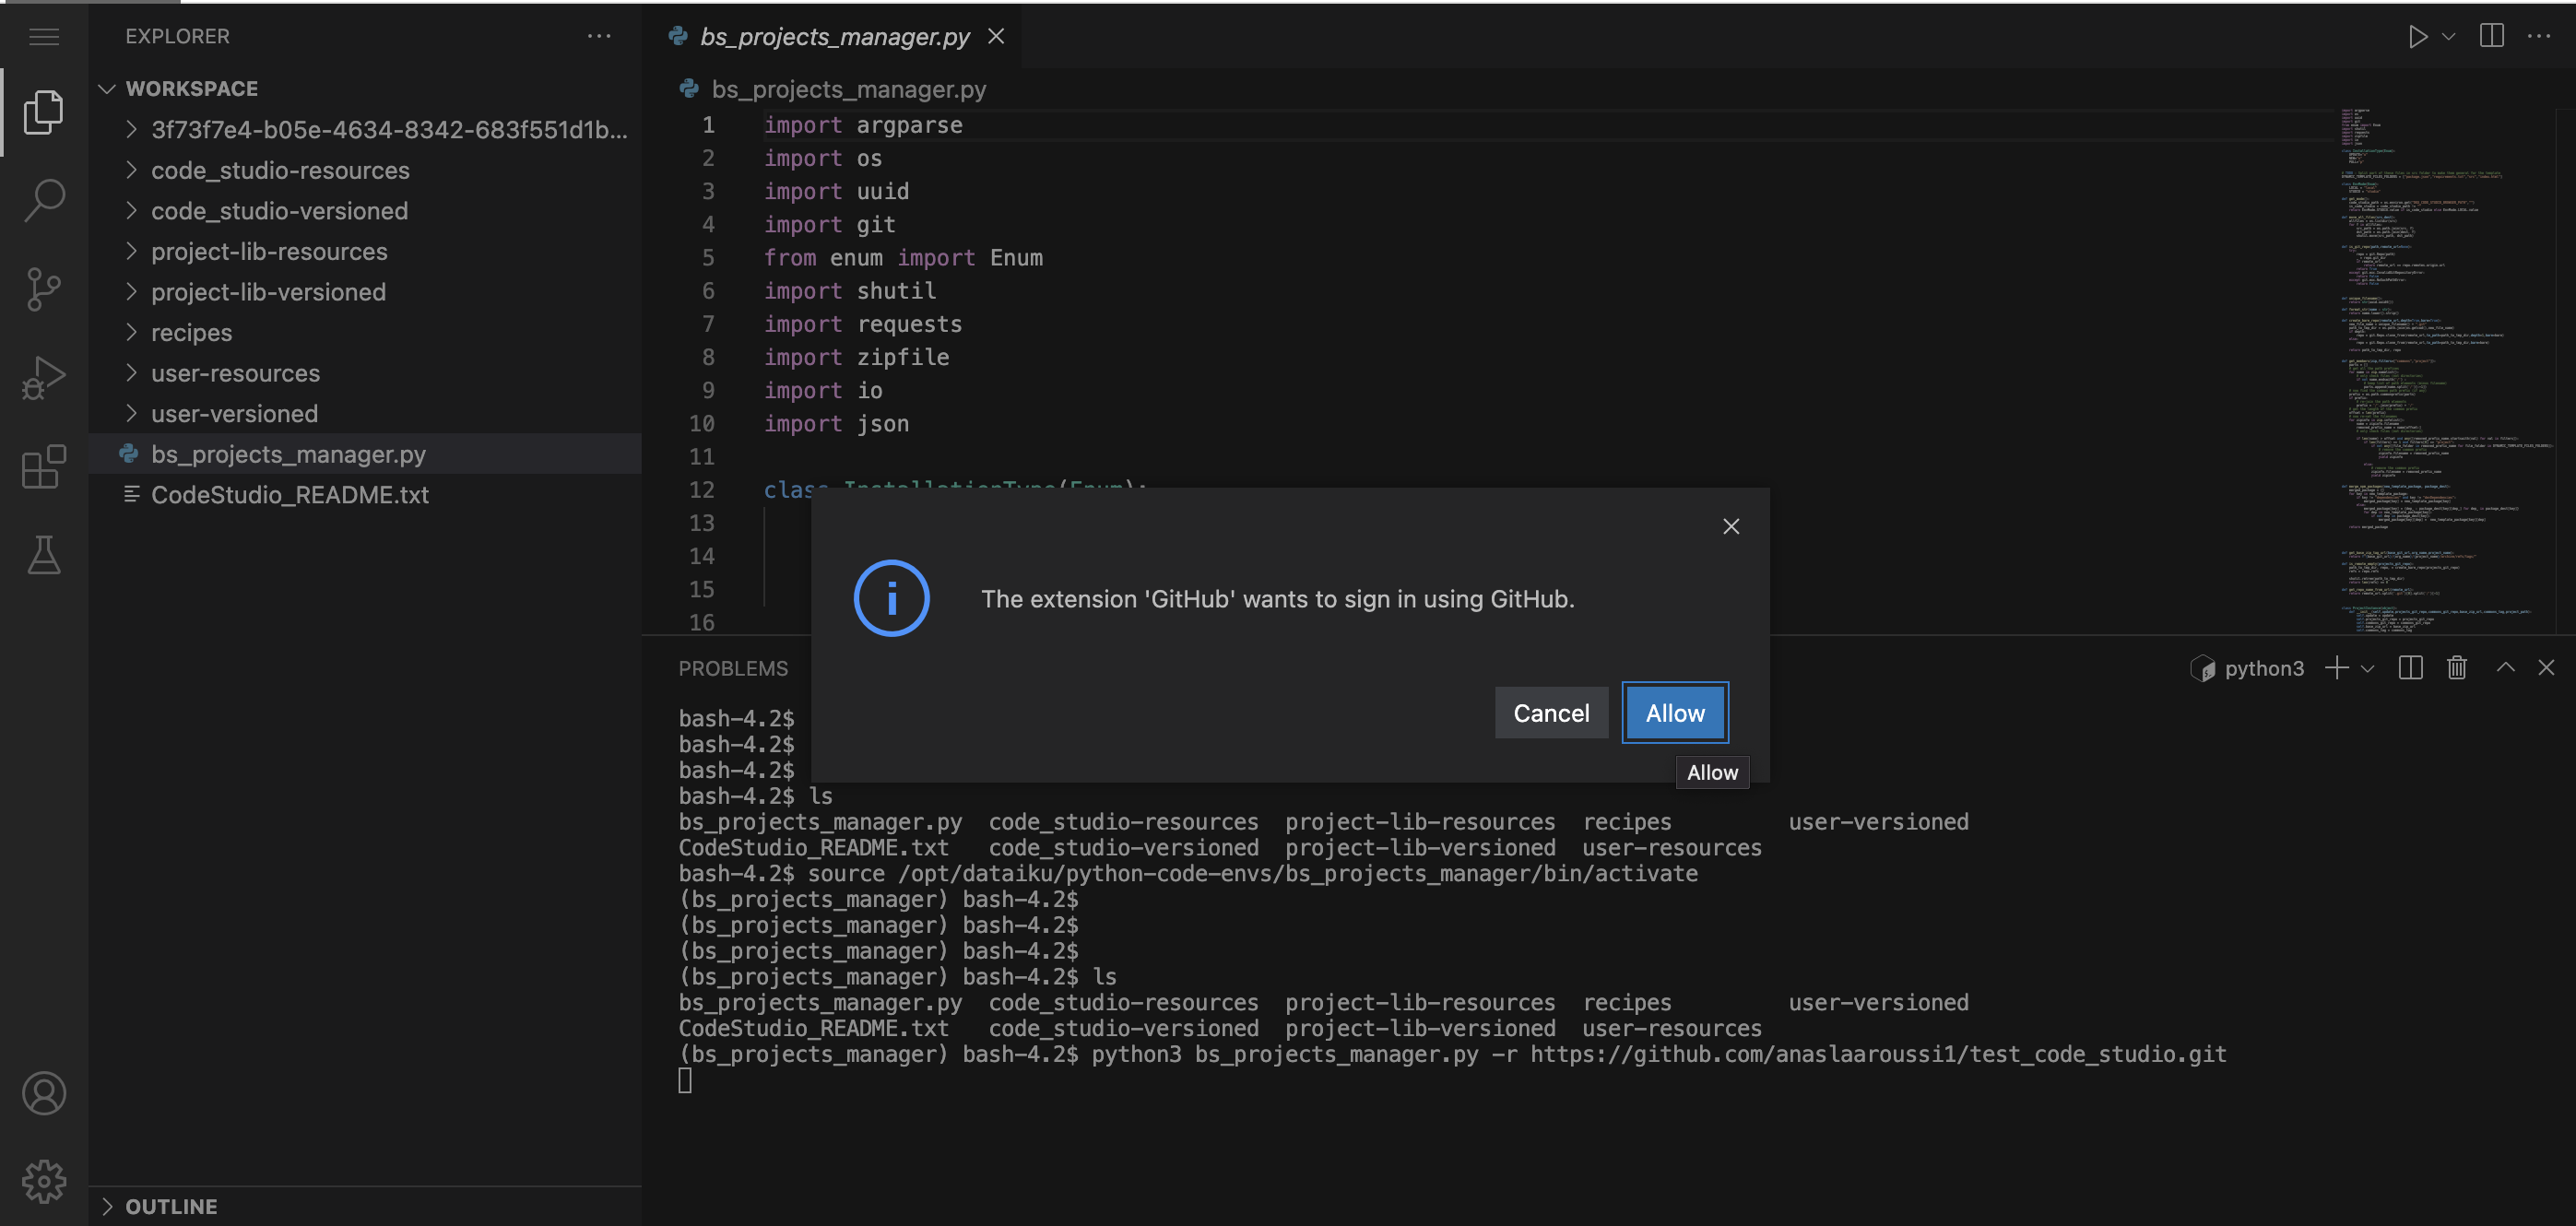 EXPLORER
WORKSPACE
3f73f7e4-b05e-4634-8342-683f551d1b...
code_studio-resources
code_studio-versioned
project-lib-resources
project-lib-versioned
recipes
user-resources
user-versioned
bs_projects_manager.py
CodeStudio_README.txt
OUTLINE
bs_projects_manager.py
bs_projects_manager.py
1 import argparse
2 import os
3 import uuid
4 import git
5 from enum import Enum
6 import shutil
7 import requests
8 import zipfile
9 import io
10 import json
11
12 class InstallationType(Enum):
13
14
15
16
The extension 'GitHub' wants to sign in using GitHub.
Cancel Allow
Allow
PROBLEMS
python3
bash-4.2$
bash-4.2$
bash-4.2$
bash-4.2$ ls
bs_projects_manager.py code_studio-resources project-lib-resources recipes user-versioned
CodeStudio_README.txt code_studio-versioned project-lib-versioned user-resources
bash-4.2$ source /opt/dataiku/python-code-envs/bs_projects_manager/bin/activate
(bs_projects_manager) bash-4.2$
(bs_projects_manager) bash-4.2$
(bs_projects_manager) bash-4.2$
(bs_projects_manager) bash-4.2$ ls
bs_projects_manager.py code_studio-resources project-lib-resources recipes user-versioned
CodeStudio_README.txt code_studio-versioned project-lib-versioned user-resources
(bs_projects_manager) bash-4.2$ python3 bs_projects_manager.py -r https://github.com/anaslaaroussi1/test_code_studio.git